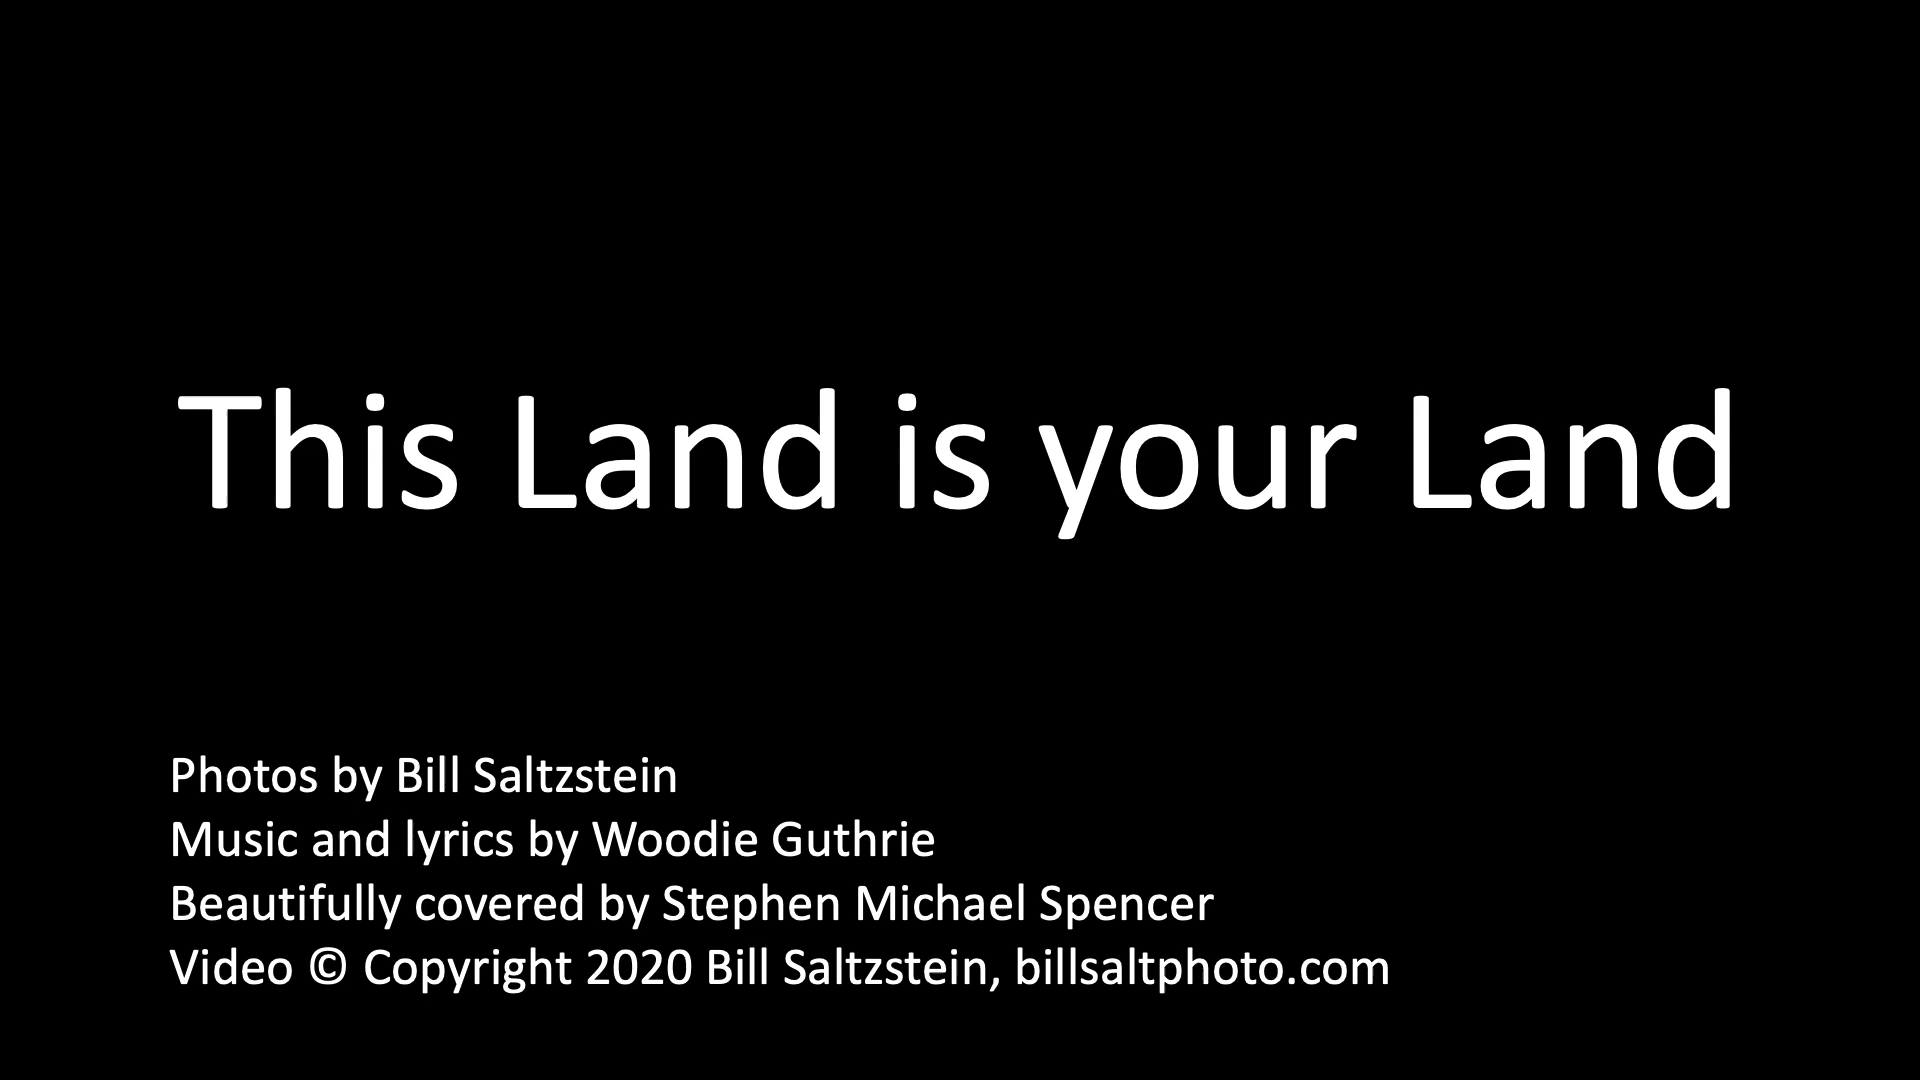 This Land is your Land
Photos by Bill Saltzstein
Music and lyrics by Woodie Guthrie
Beautifully covered by Stephen Michael Spencer
Video © Copyright 2020 Bill Saltzstein, billsaltphoto.com